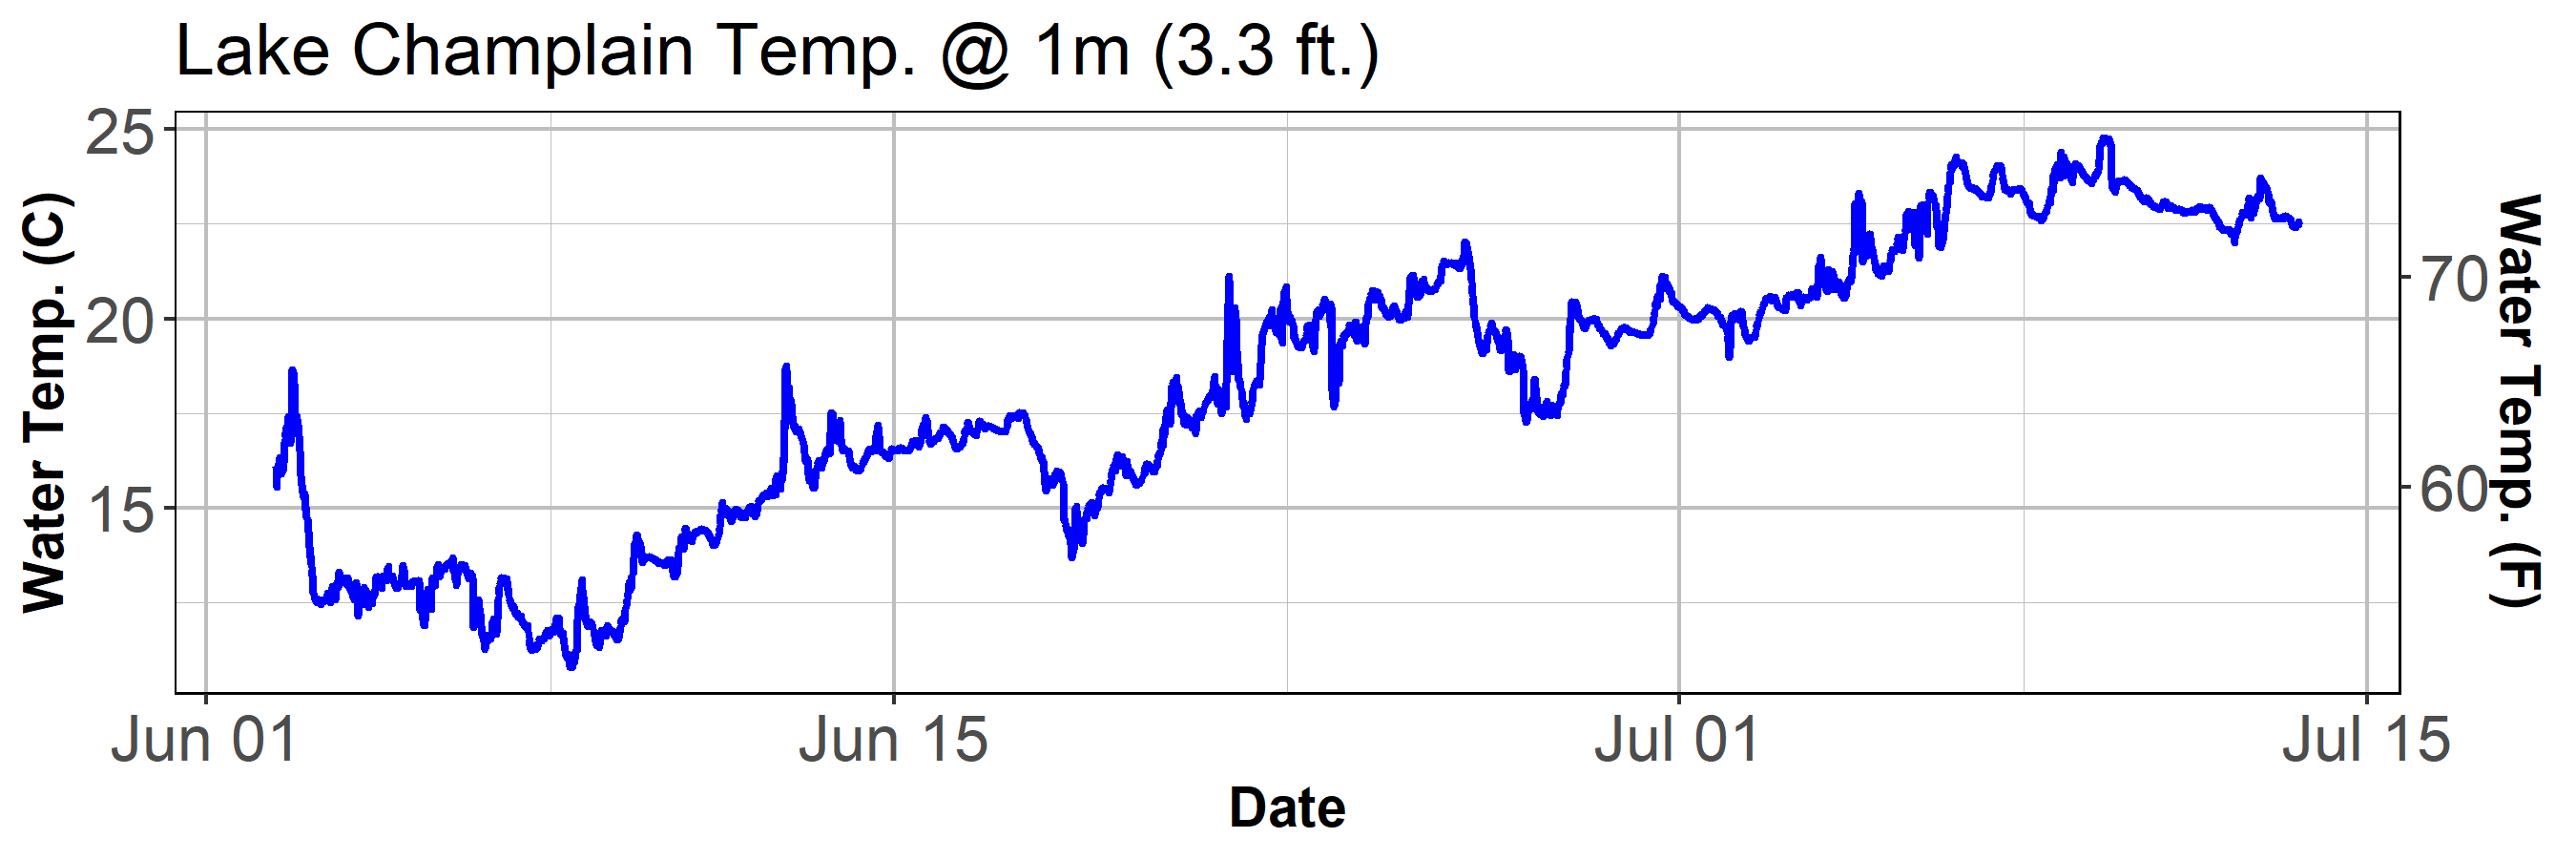 Lake Champlain Temp. @ 1m (3.3 ft.)
Water Temp. (C)
25
20
15
70
60
Water Temp. (F)
Jun 01
Jun 15
Jul 01
Jul 15
Date